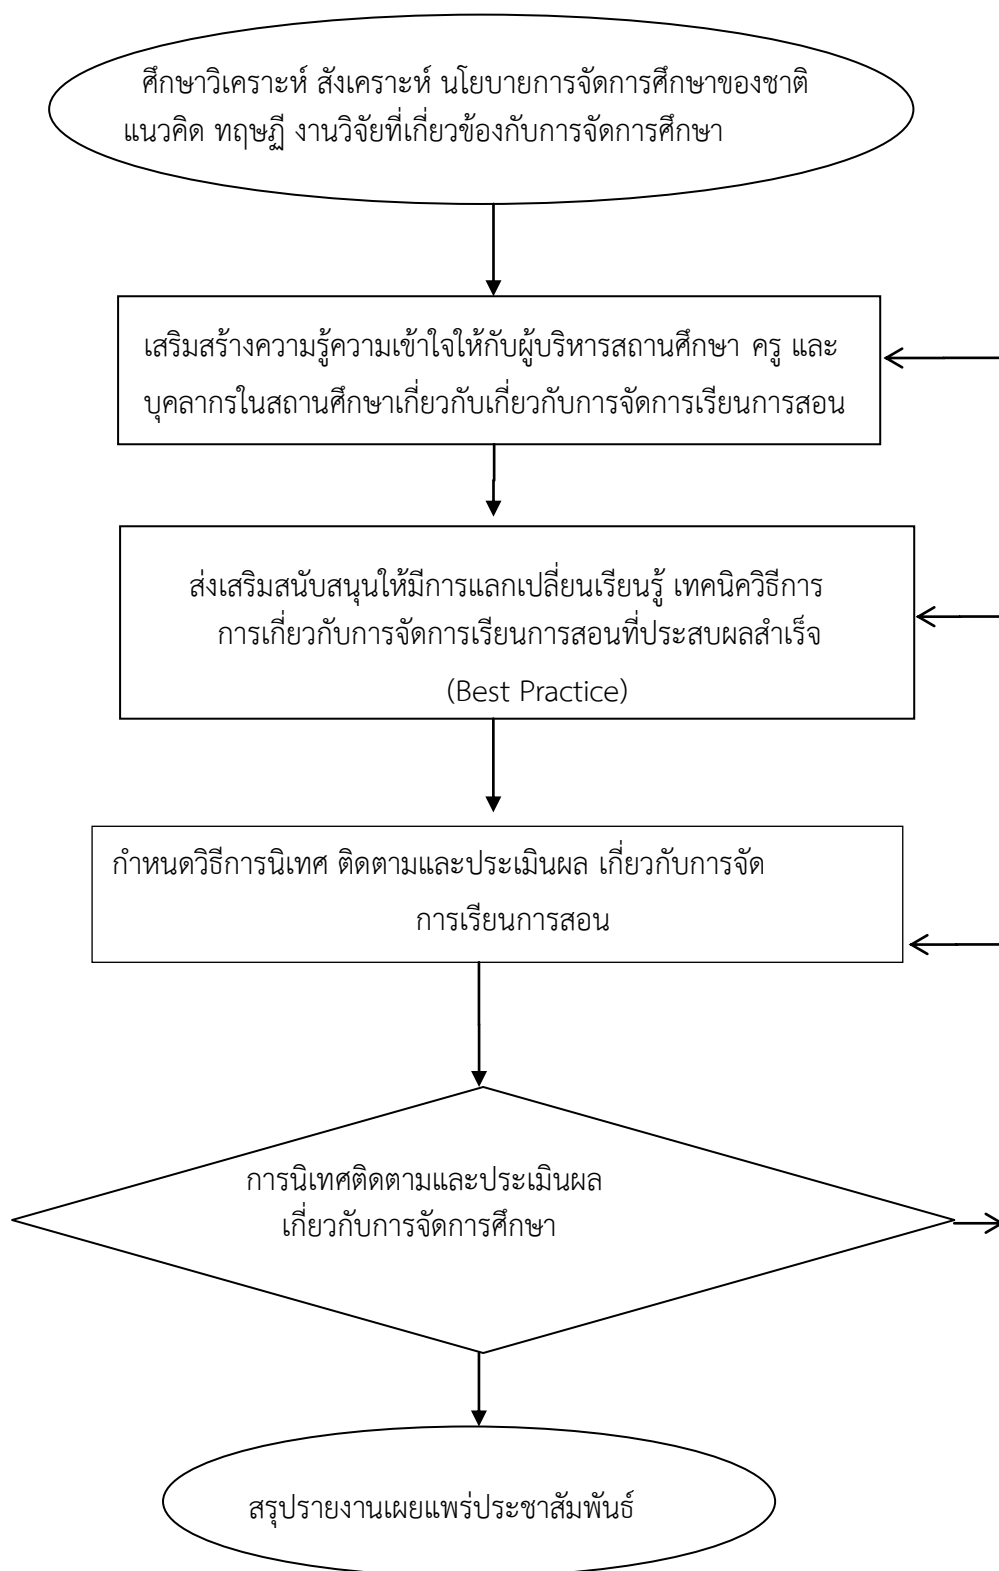 ศึกษาวิเคราะห์ สังเคราะห์ นโยบายการจัดการศึกษาของชาติ
แนวคิด ทฤษฏี งานวิจัยที่เกี่ยวข้องกับการจัดการศึกษา
เสริมสร้างความรู้ความเข้าใจให้กับผู้บริหารสถานศึกษา ครู และ
บุคลากรในสถานศึกษาเกี่ยวกับเกี่ยวกับการจัดการเรียนการสอน
ส่งเสริมสนับสนุนให้มีการแลกเปลี่ยนเรียนรู้ เทคนิควิธีการ
การเกี่ยวกับการจัดการเรียนการสอนที่ประสบผลสำเร็จ
(Best Practice)
กำหนดวิธีการนิเทศ ติดตามและประเมินผล เกี่ยวกับการจัด
การเรียนการสอน
การนิเทศติดตามและประเมินผล
เกี่ยวกับการจัดการศึกษา
สรุปรายงานเผยแพร่ประชาสัมพันธ์